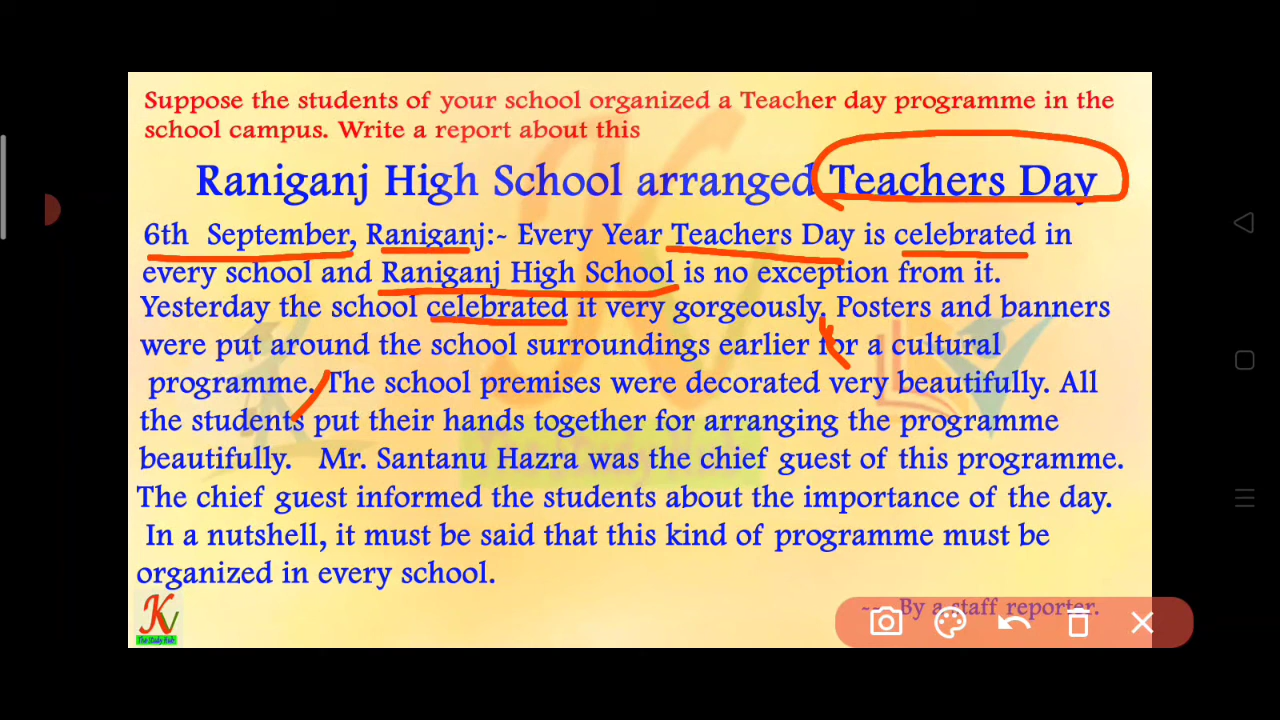 Suppose the students of your school organized a Teacher day programme in the
school campus. Write a report about this
Raniganj High School arranged Teachers Day
6th September, Raniganj:- Every Year Teachers Day is celebrated in
every school and Raniganj High School is no exception from it.
Yesterday the school celebrated it very gorgeously. Posters and banners
were put around the school surroundings earlier for a cultural
programme. The school premises were decorated very beautifully. All
the students put their hands together for arranging the programme
beautifully. Mr. Santanu Hazra was the chief guest of this programme.
The chief guest informed the students about the importance of the day.
In a nutshell, it must be said that this kind of programme must be
organized in every school.
--- By a staff reporter.
KV
The Study Hub